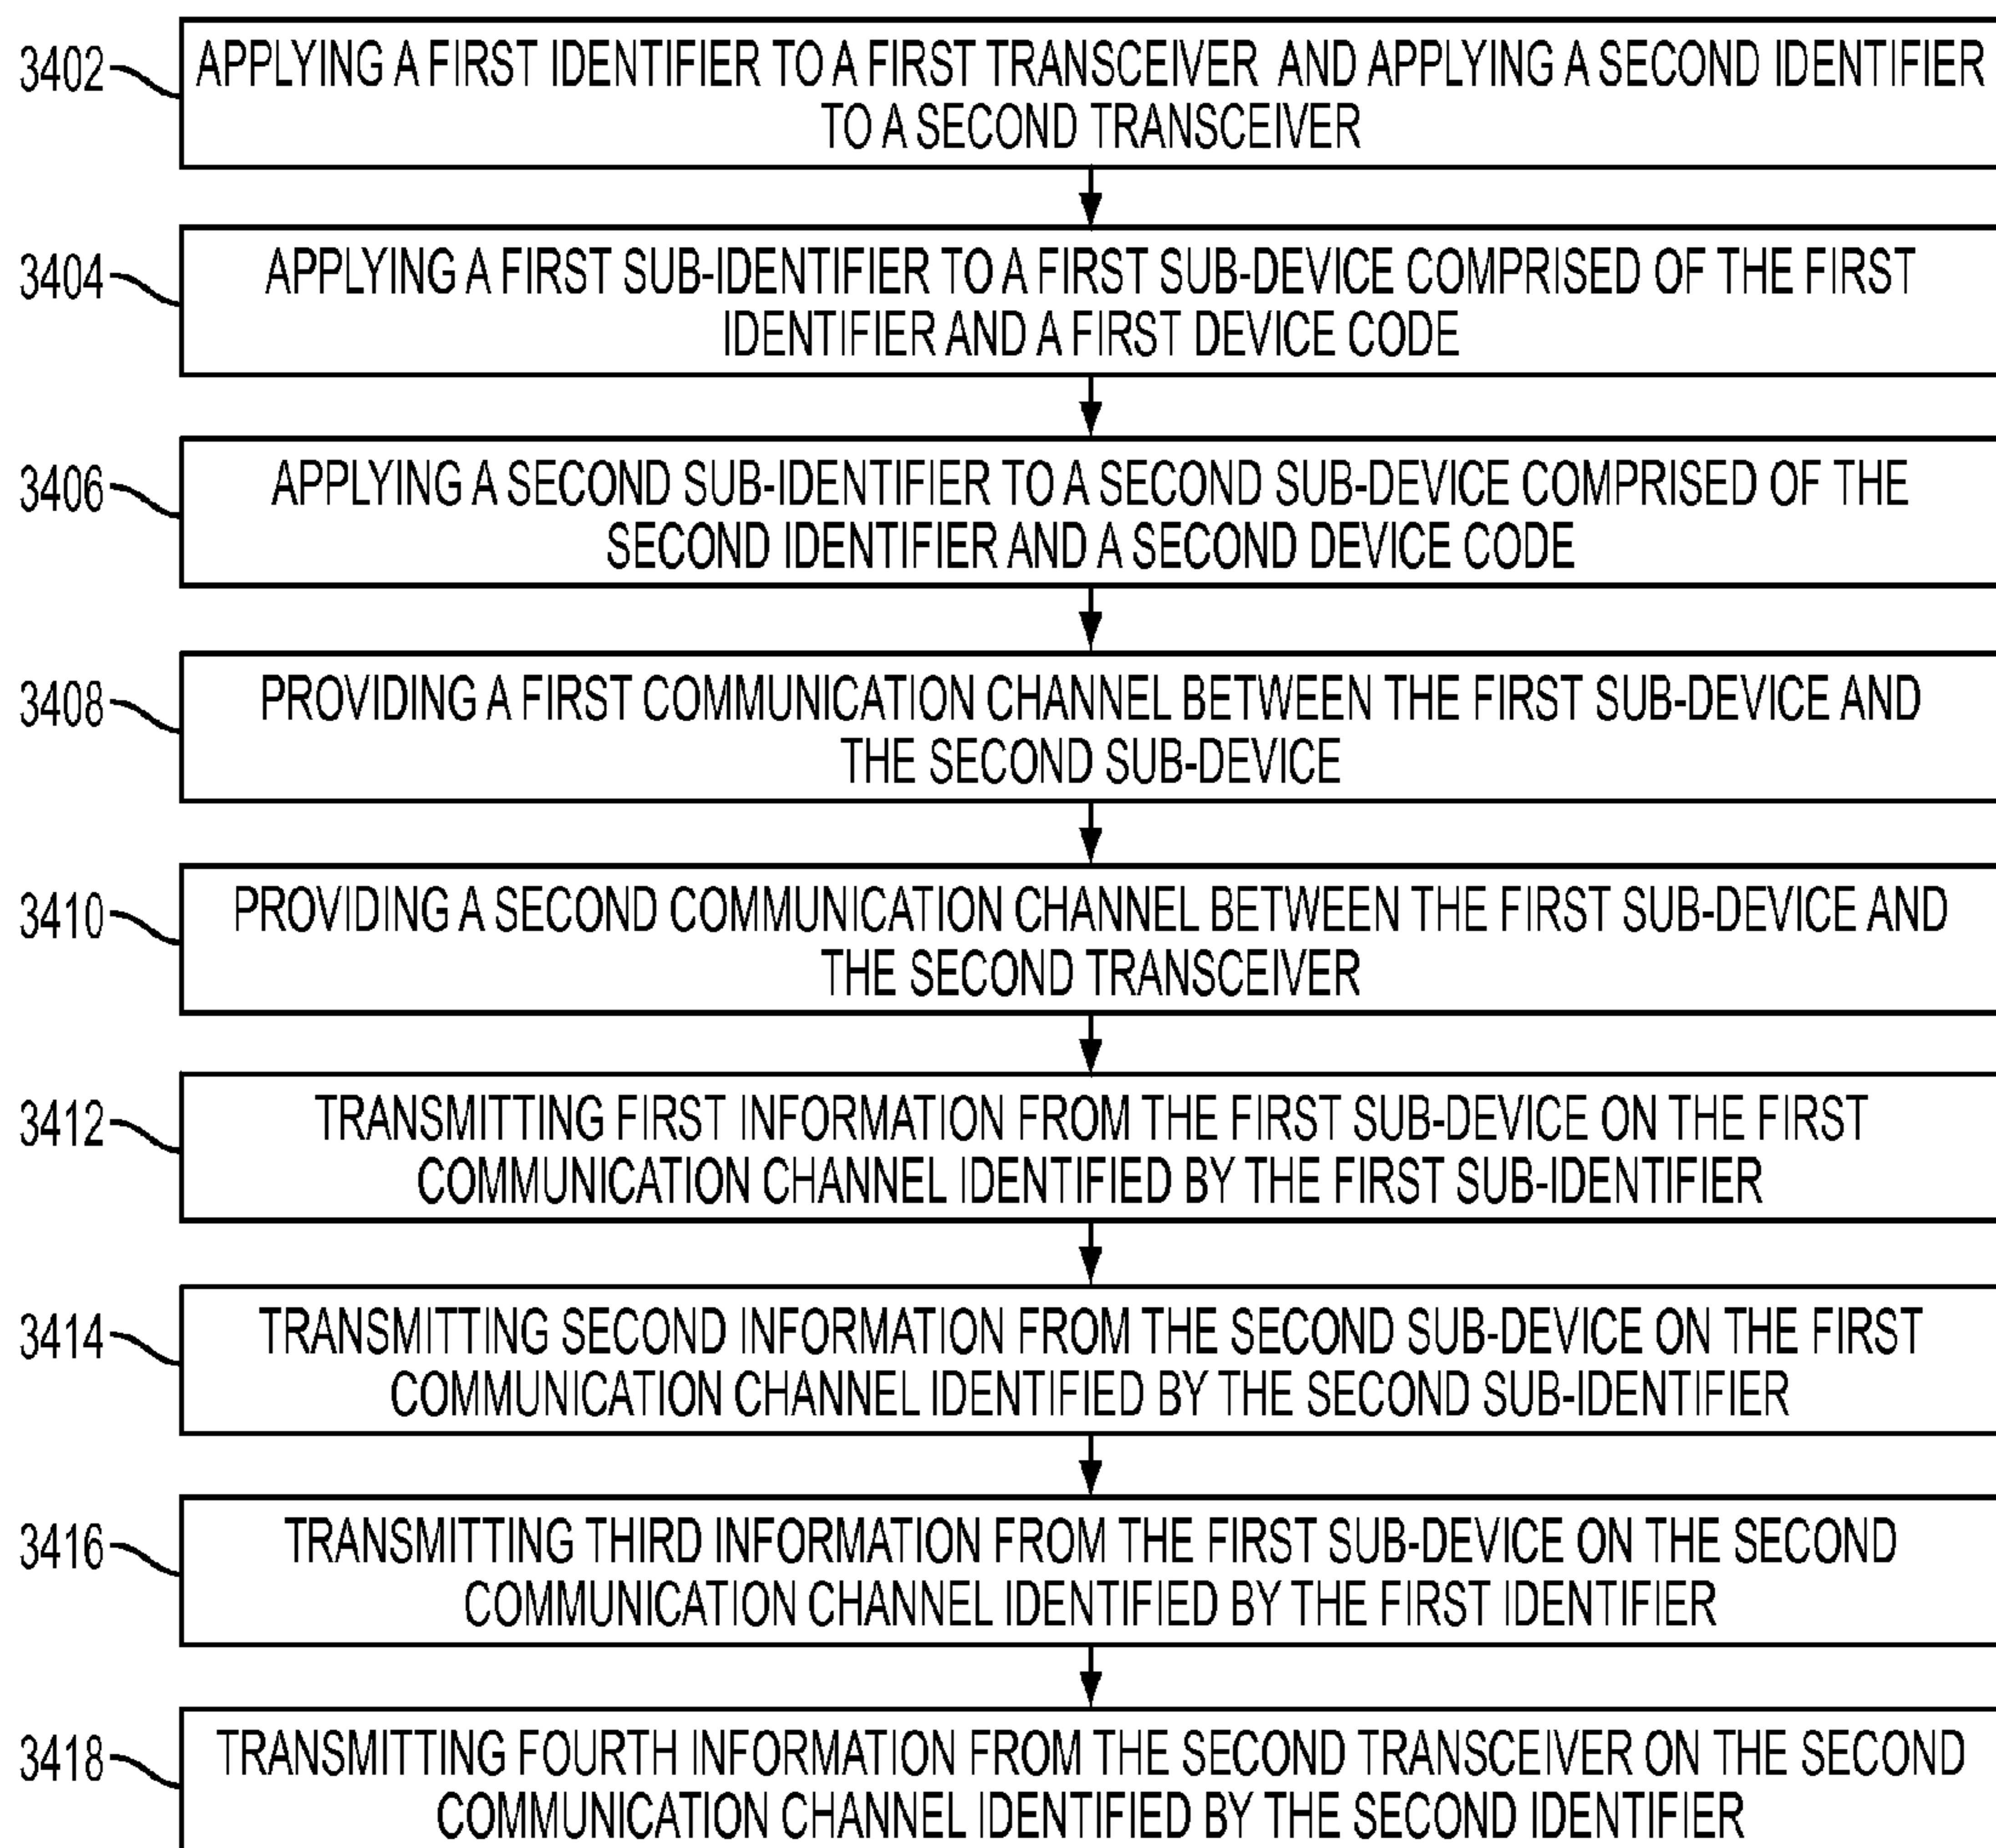 3402
APPLYING A FIRST IDENTIFIER TO A FIRST TRANSCEIVER AND APPLYING A SECOND IDENTIFIER
TO A SECOND TRANSCEIVER
3404
APPLYING A FIRST SUB-IDENTIFIER TO A FIRST SUB-DEVICE COMPRISED OF THE FIRST
IDENTIFIER AND A FIRST DEVICE CODE
3406
APPLYING A SECOND SUB-IDENTIFIER TO A SECOND SUB-DEVICE COMPRISED OF THE
SECOND IDENTIFIER AND A SECOND DEVICE CODE
3408
PROVIDING A FIRST COMMUNICATION CHANNEL BETWEEN THE FIRST SUB-DEVICE AND
THE SECOND SUB-DEVICE
3410
PROVIDING A SECOND COMMUNICATION CHANNEL BETWEEN THE FIRST SUB-DEVICE AND
THE SECOND TRANSCEIVER
3412
TRANSMITTING FIRST INFORMATION FROM THE FIRST SUB-DEVICE ON THE FIRST
COMMUNICATION CHANNEL IDENTIFIED BY THE FIRST SUB-IDENTIFIER
3414
TRANSMITTING SECOND INFORMATION FROM THE SECOND SUB-DEVICE ON THE FIRST
COMMUNICATION CHANNEL IDENTIFIED BY THE SECOND SUB-IDENTIFIER
3416
TRANSMITTING THIRD INFORMATION FROM THE FIRST SUB-DEVICE ON THE SECOND
COMMUNICATION CHANNEL IDENTIFIED BY THE FIRST IDENTIFIER
3418
TRANSMITTING FOURTH INFORMATION FROM THE SECOND TRANSCEIVER ON THE SECOND
COMMUNICATION CHANNEL IDENTIFIED BY THE SECOND IDENTIFIER